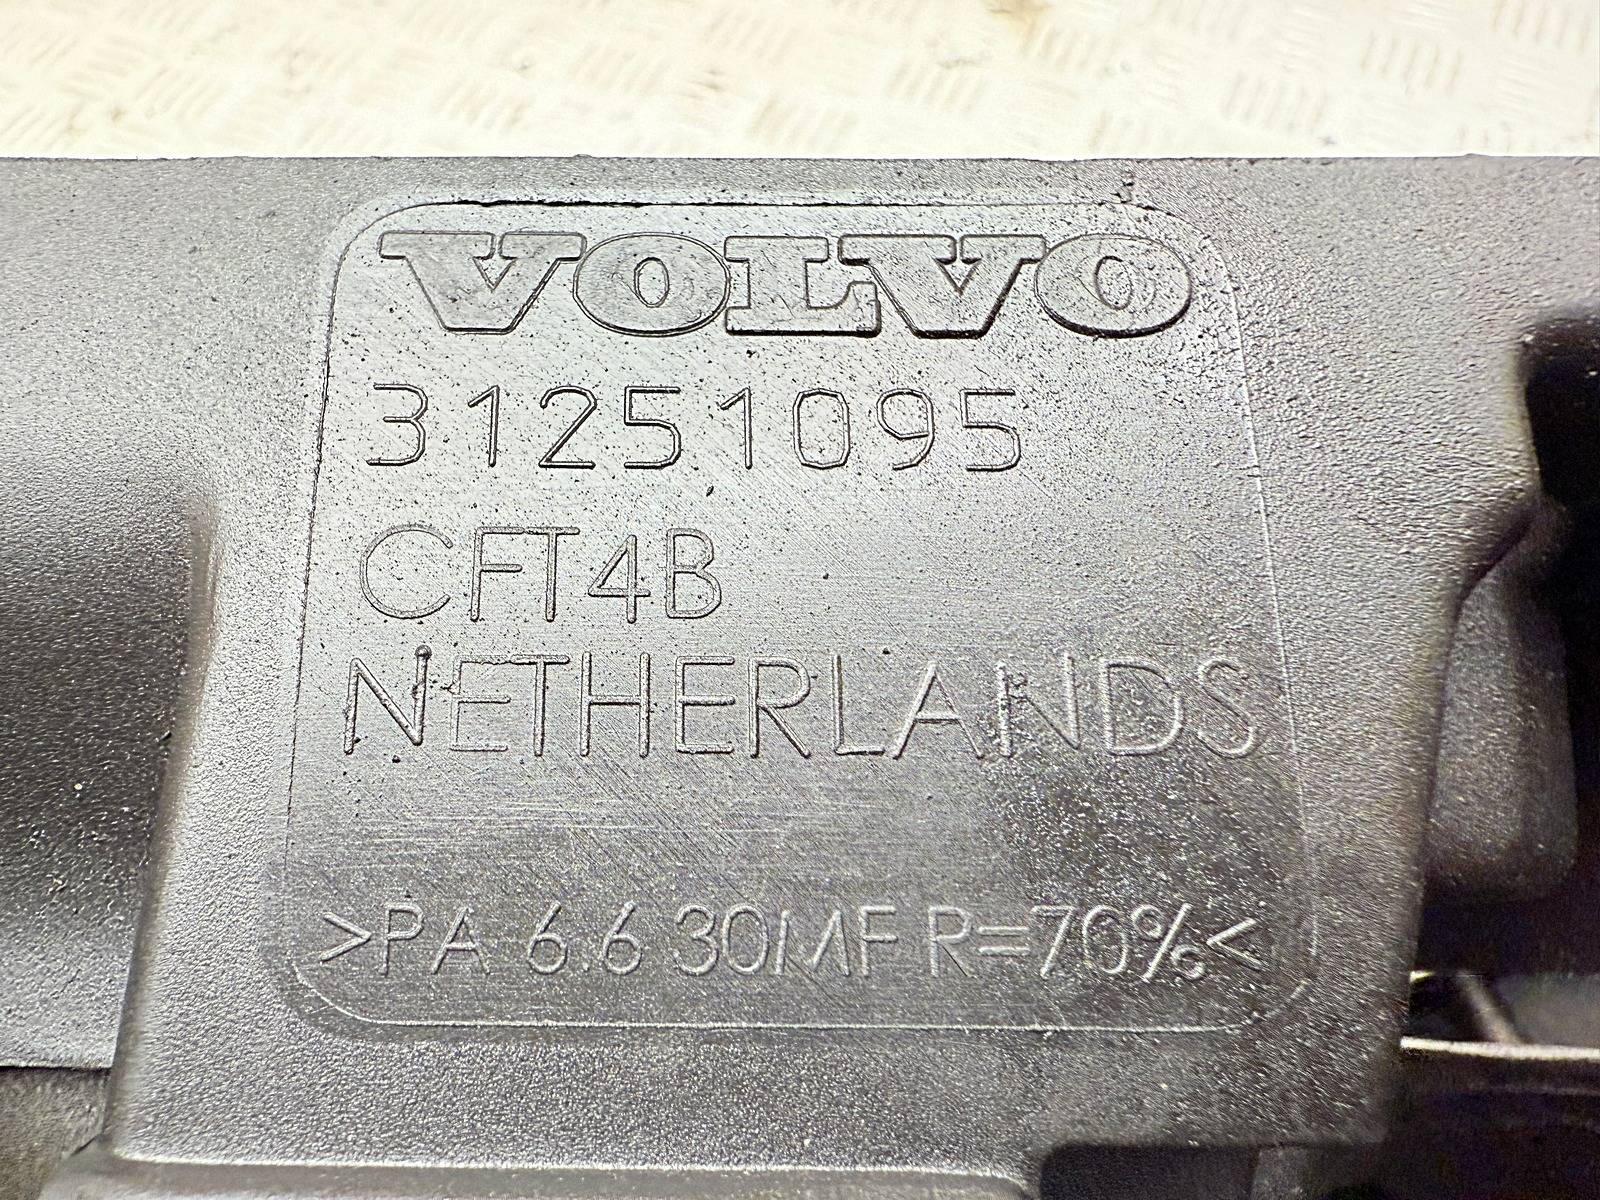 VOLVO
31251095
CFT4B
NETHERLANDS
>PA 6.6 30MF R=70%<